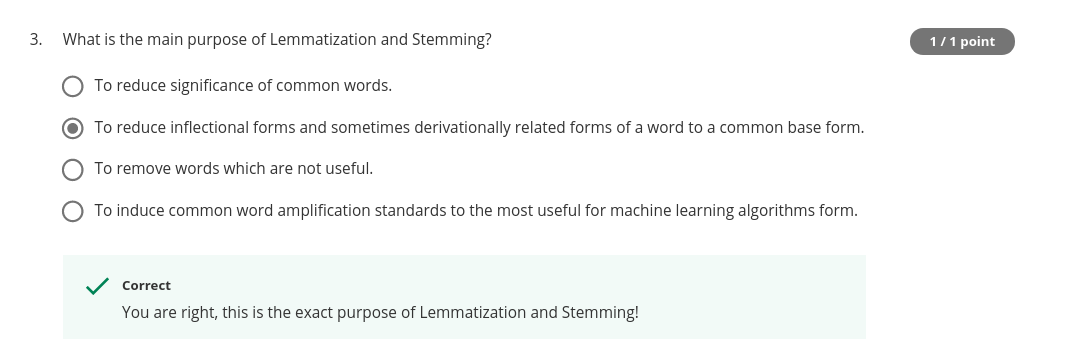 3. What is the main purpose of Lemmatization and Stemming?
1 / 1 point
To reduce significance of common words.
To reduce inflectional forms and sometimes derivationally related forms of a word to a common base form.
To remove words which are not useful.
To induce common word amplification standards to the most useful for machine learning algorithms form.
Correct
You are right, this is the exact purpose of Lemmatization and Stemming!